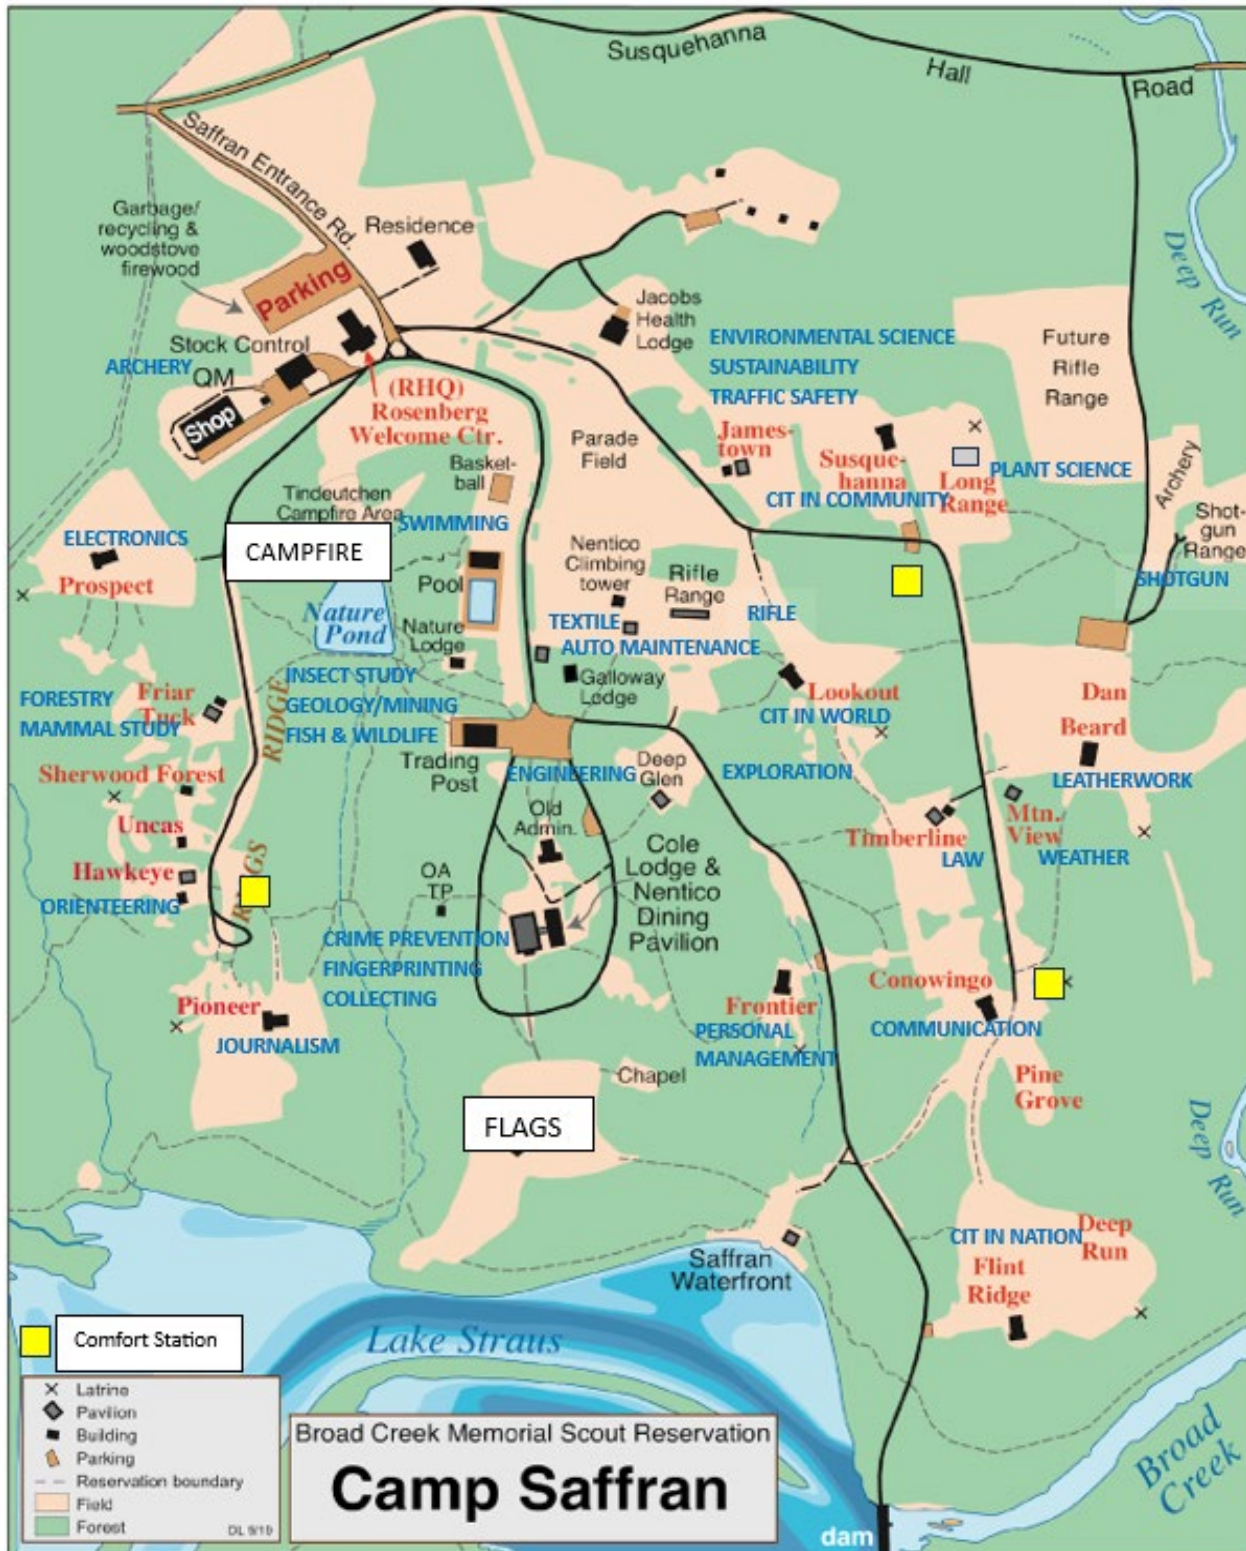 Susquehanna
Hall
Road
Saffran Entrance Rd.
Deep Run
Garbage/
recycling &
woodstove
firewood
Residence
Parking
Jacobs
Health
Lodge
Stock Control
ARCHERY
QM
Shop
(RHQ)
Rosenberg
Welcome Ctr.
ENVIRONMENTAL SCIENCE
SUSTAINABILITY
TRAFFIC SAFETY
Future
Rifle
Range
Parade
Field
James-
town
Susque-
hanna
CIT IN COMMUNITY
Long
Range
PLANT SCIENCE
Archery
Shot-
gun
Range
SHOTGUN
Basket-
ball
Tindeutchen
Campfire Area
CAMPFIRE
SWIMMING
Pool
ELECTRONICS
Prospect
Nature
Pond
Nature
Lodge
Nentico
Climbing
tower
Rifle
Range
RIFLE
TEXTILE
AUTO MAINTENANCE
Galloway
Lodge
INSECT STUDY
GEOLOGY/MINING
FISH & WILDLIFE
FORESTRY
MAMMAL STUDY
Friar
Tuck
RIDGE
Lookout
CIT IN WORLD
Dan
Beard
LEATHERWORK
Sherwood Forest
Uncas
Hawkeye
ORIENTEERING
Trading
Post
ENGINEERING
Deep
Glen
EXPLORATION
Old
Admin.
Timberline
LAW
Mtn.
View
WEATHER
Cole
Lodge &
Nentico
Dining
Pavilion
OA
TP
CRIME PREVENTION
FINGERPRINTING
COLLECTING
Conowingo
COMMUNICATION
Frontier
PERSONAL
MANAGEMENT
Pioneer
JOURNALISM
Chapel
FLAGS
Pine
Grove
Deep Run
CIT IN NATION
Deep
Run
Flint
Ridge
Saffran
Waterfront
Lake Straus
Comfort Station
Latrine
Pavilion
Building
Parking
Reservation boundary
Field
Forest
DL 9/19
Broad Creek Memorial Scout Reservation
Camp Saffran
dam
Broad
Creek